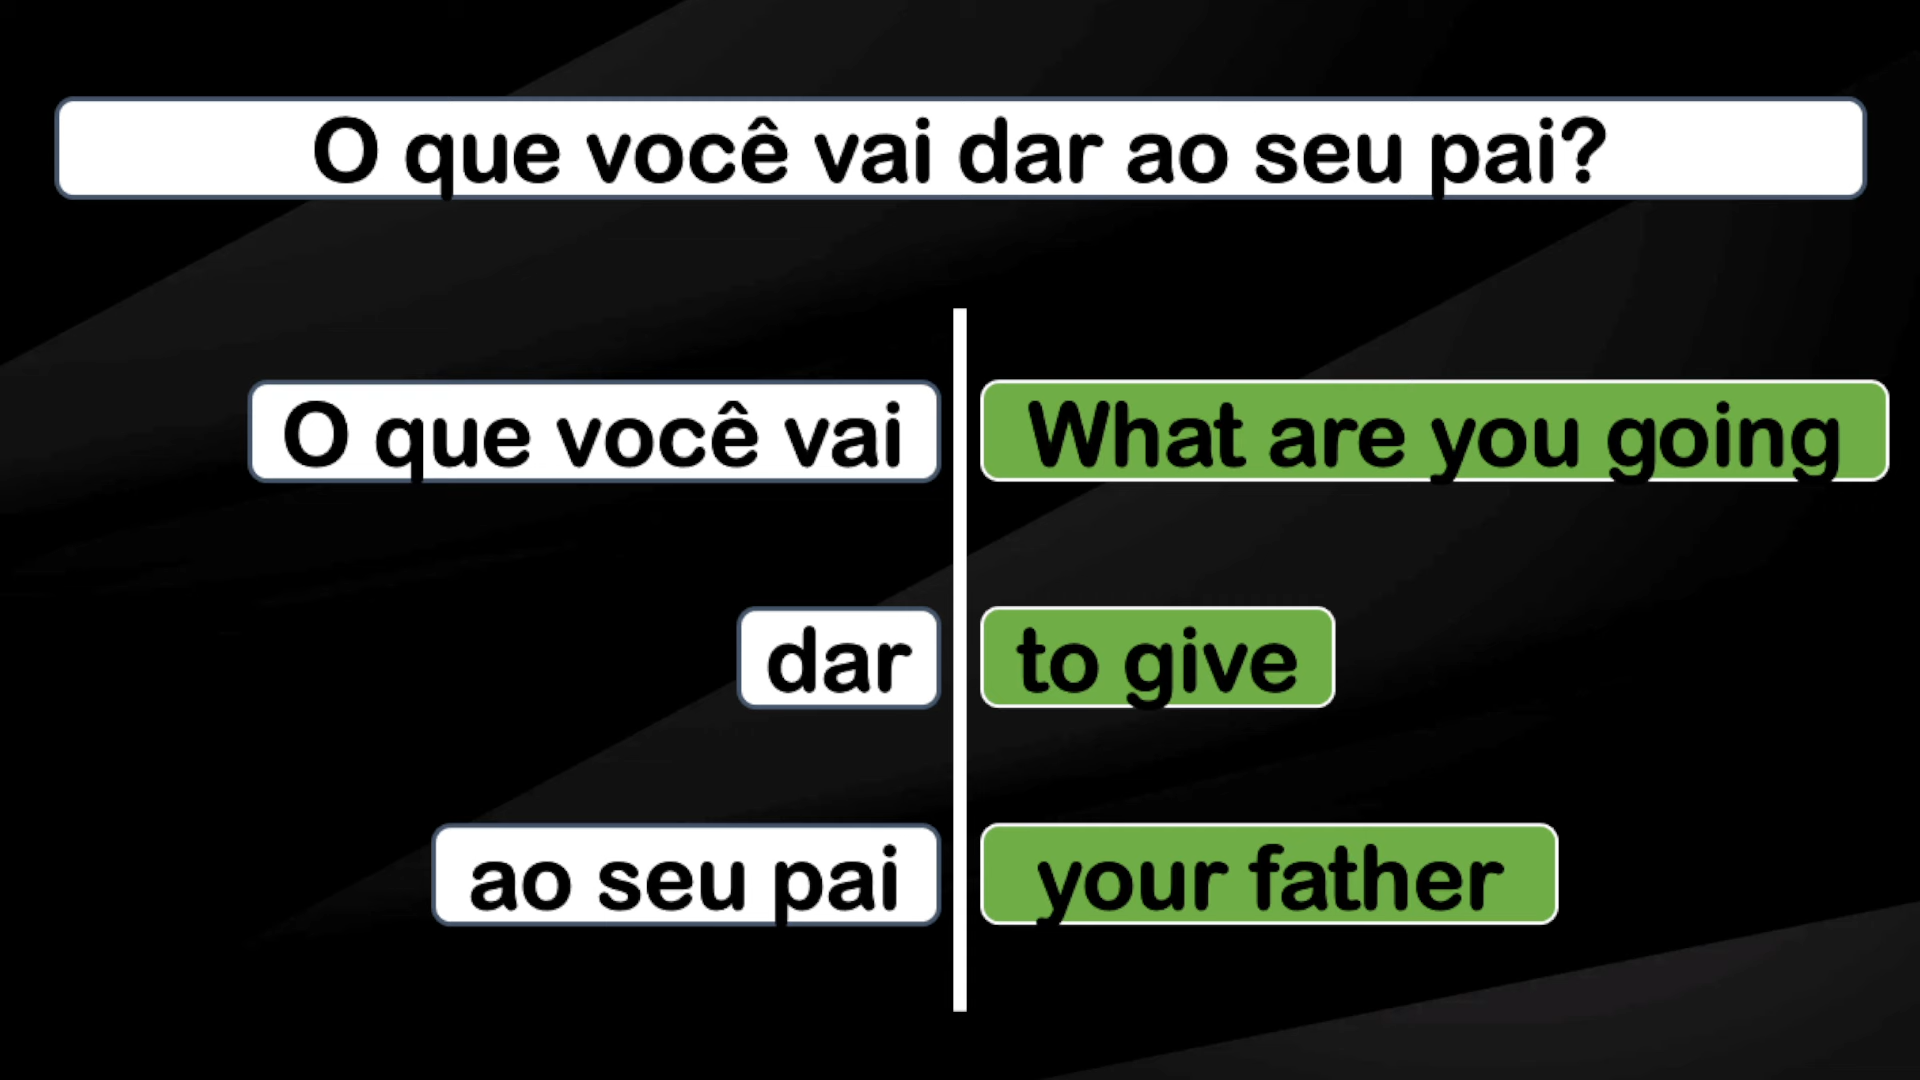 O que você vai dar ao seu pai?
O que você vai
What are you going
dar
to give
ao seu pai
your father